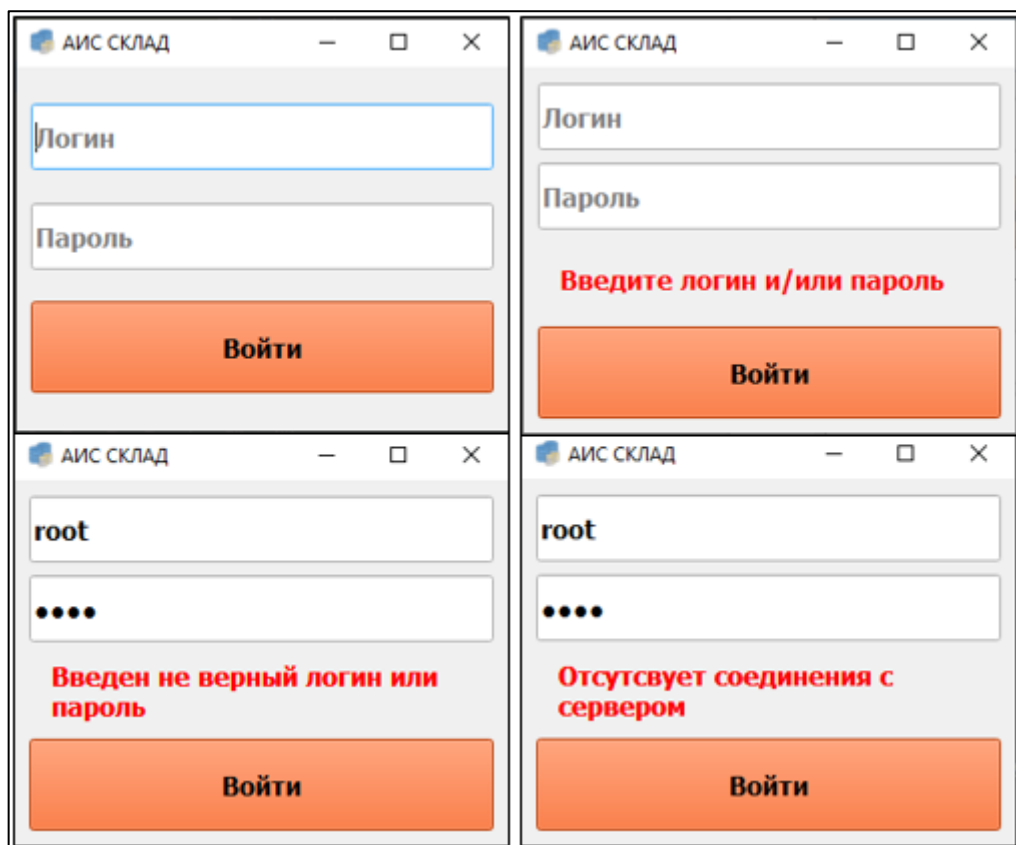 АИС СКЛАД
Логин
Пароль
Войти
АИС СКЛАД
Логин
Пароль
Введите логин и/или пароль
Войти
АИС СКЛАД
root
••••
Введен не верный логин или
пароль
Войти
АИС СКЛАД
root
••••
Отсутсвует соединения с
сервером
Войти